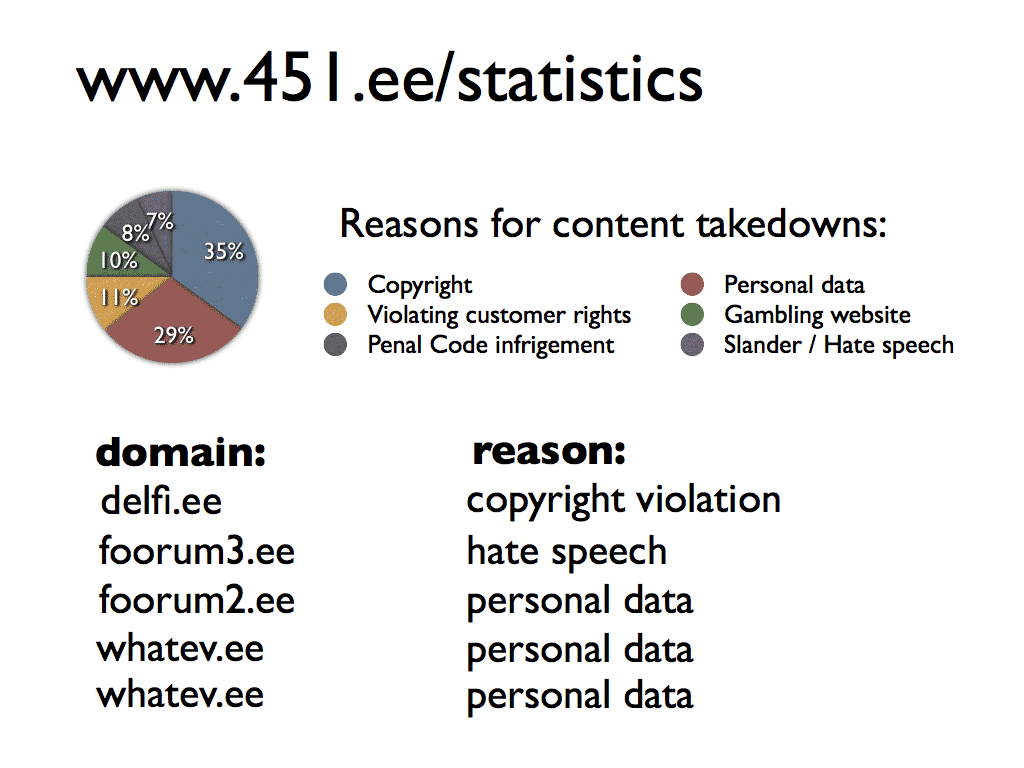 www.451.ee/statistics
7%
8%
35%
10%
11%
29%
Reasons for content takedowns:
Copyright Personal data
Violating customer rights Gambling website
Penal Code infrigement Slander / Hate speech
domain: reason:
delfi.ee copyright violation
foorum3.ee hate speech
foorum2.ee personal data
whatev.ee personal data
whatev.ee personal data